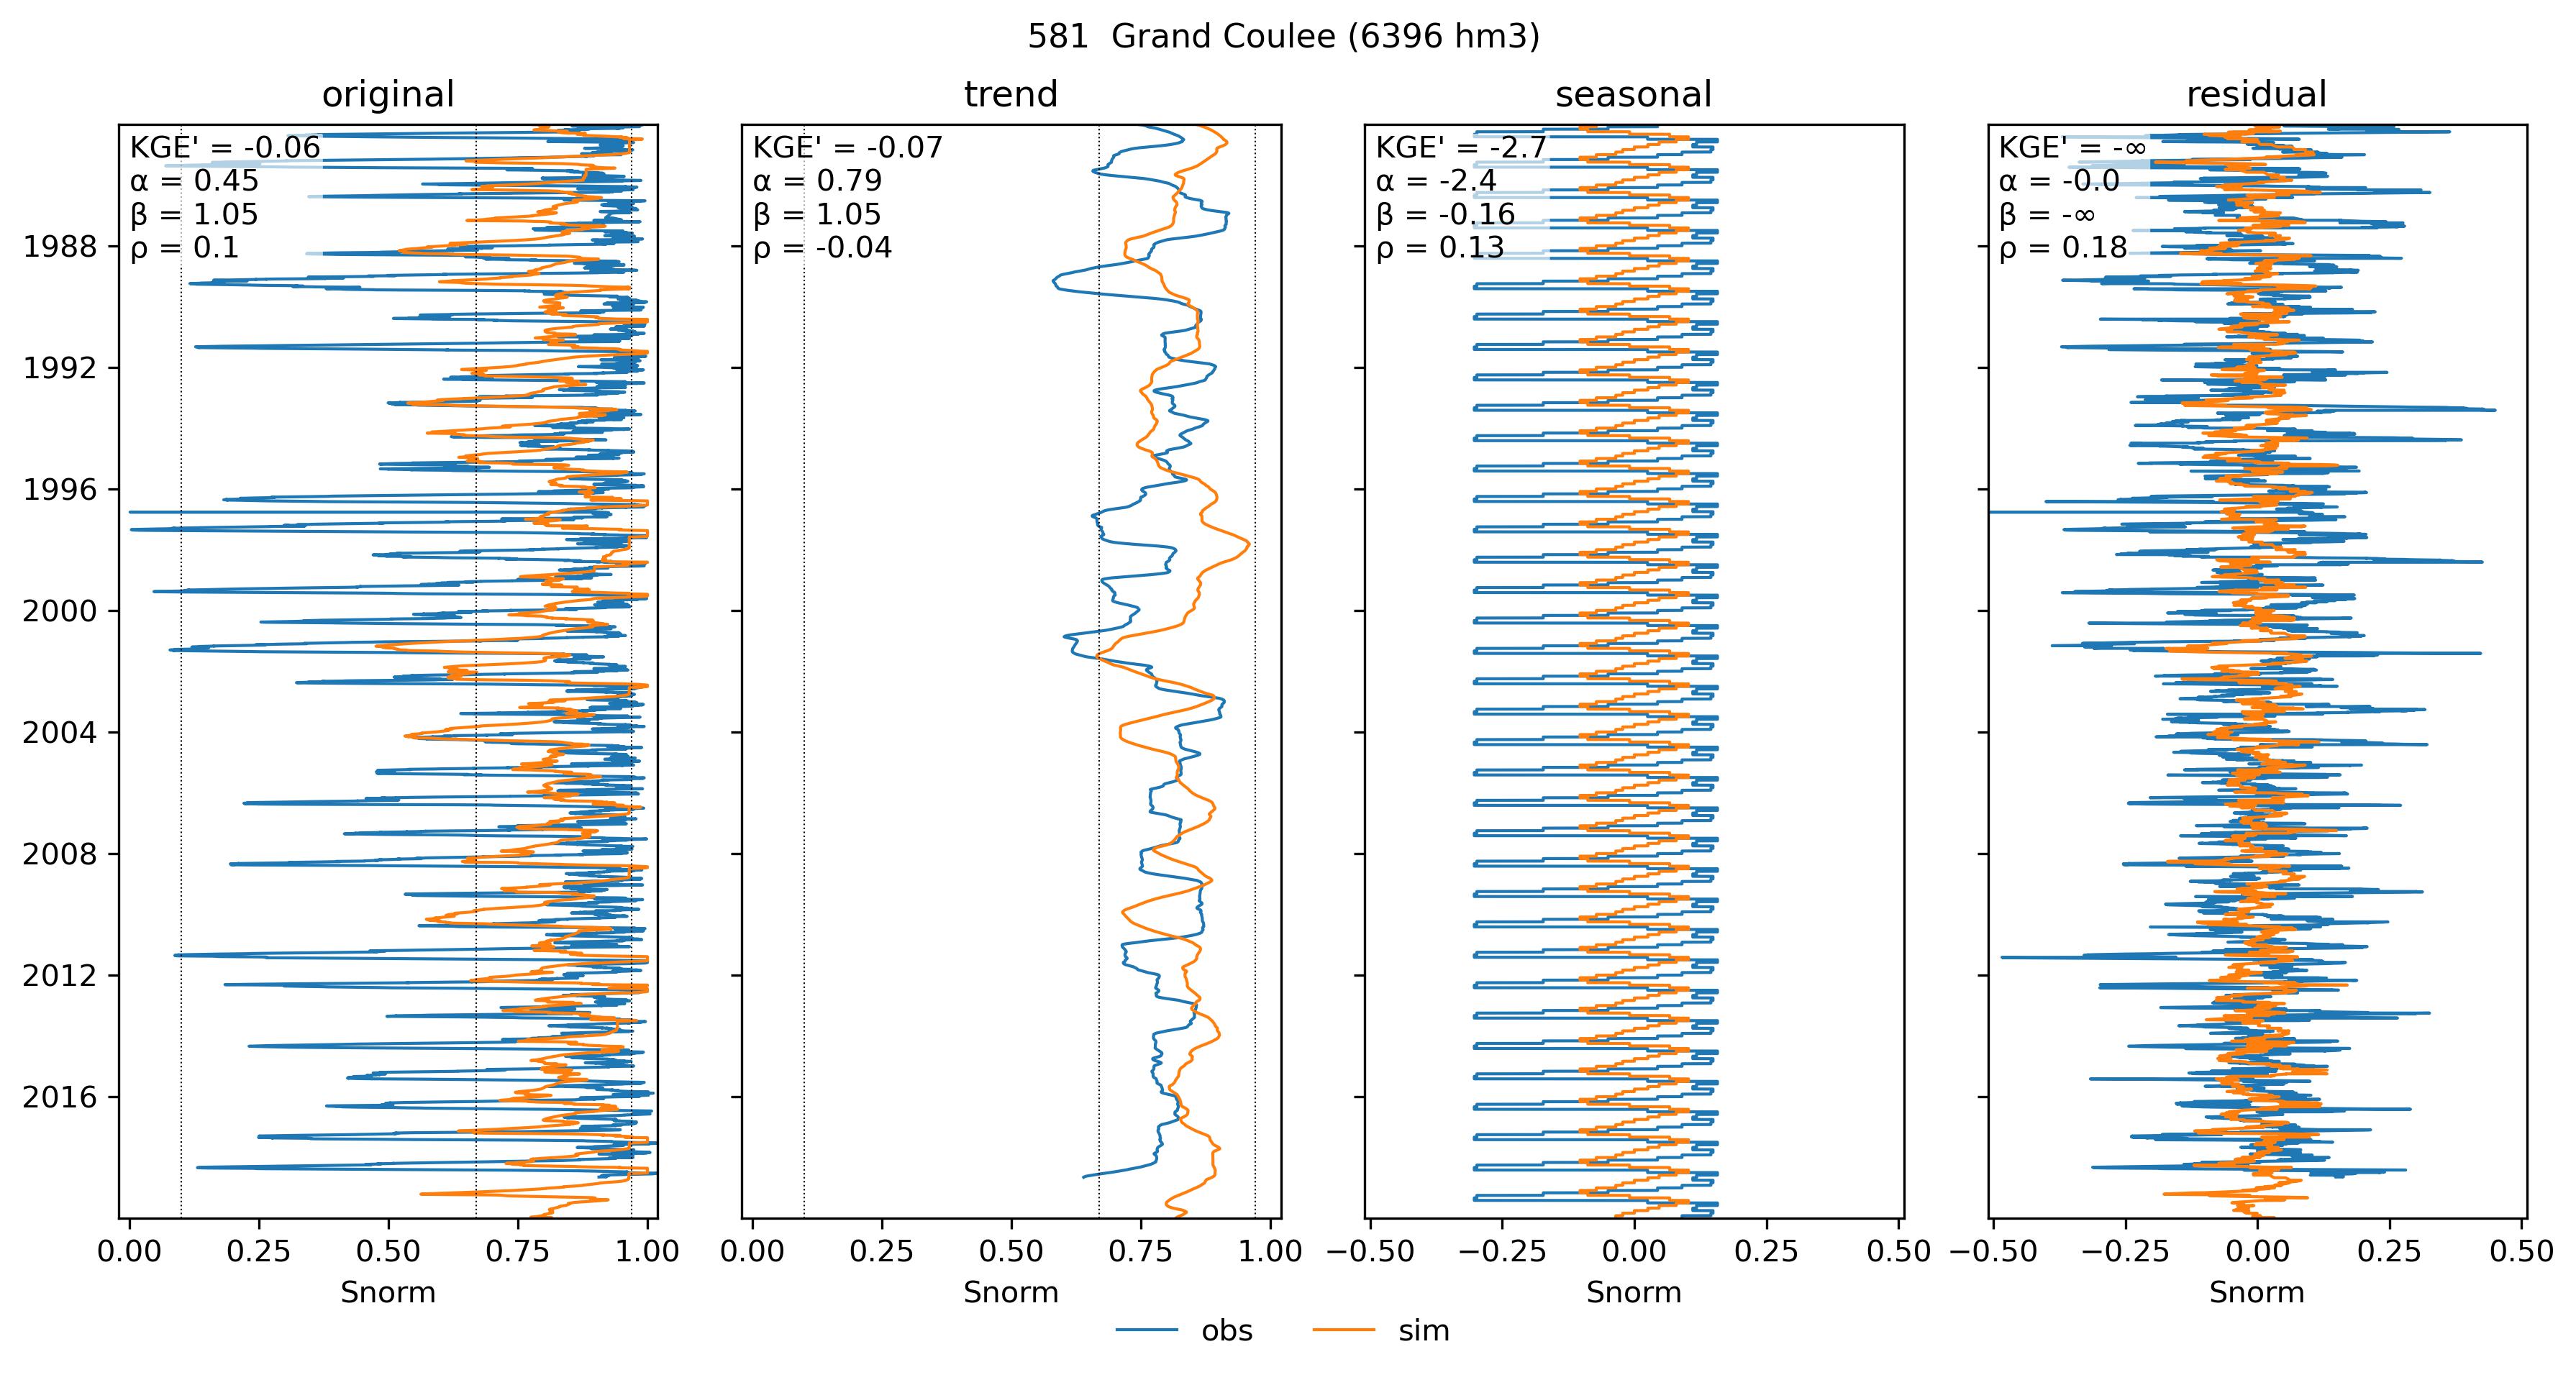 581  Grand Coulee (6396 hm3)
original
trend
seasonal
residual
KGE' = -0.06
α = 0.45
β = 1.05
ρ = 0.1
KGE' = -0.07
α = 0.79
β = 1.05
ρ = -0.04
KGE' = -2.7
α = -2.4
β = -0.16
ρ = 0.13
KGE' = -∞
α = -0.0
β = -∞
ρ = 0.18
1988
1992
1996
2000
2004
2008
2012
2016
0.00 0.25 0.50 0.75 1.00
0.00 0.25 0.50 0.75 1.00
−0.50 −0.25 0.00 0.25 0.50
−0.50 −0.25 0.00 0.25 0.50
Snorm
Snorm
Snorm
Snorm
obs
sim